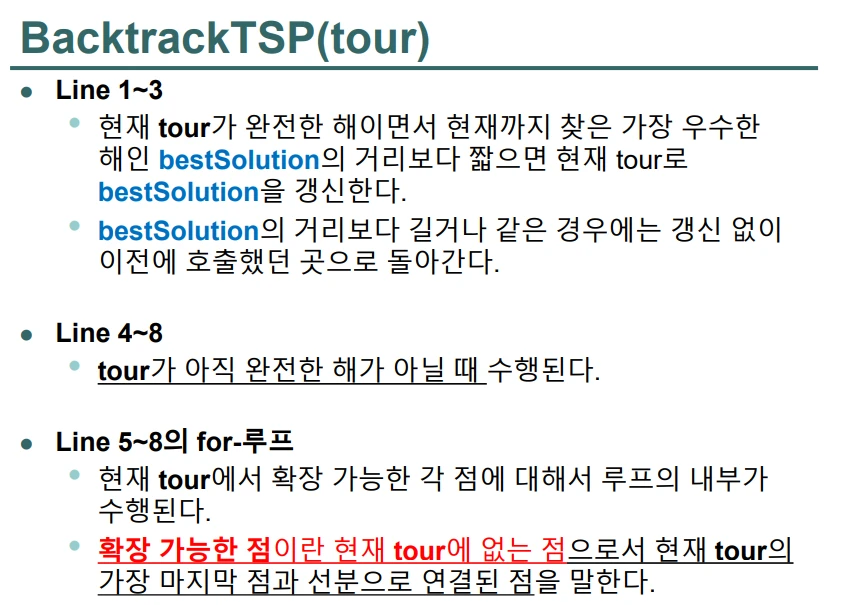 BacktrackTSP(tour)
Line 1~3
현재 tour가 완전한 해이면서 현재까지 찾은 가장 우수한
해인 bestSolution의 거리보다 짧으면 현재 tour로
bestSolution을 갱신한다.
bestSolution의 거리보다 길거나 같은 경우에는 갱신 없이
이전에 호출했던 곳으로 돌아간다.
Line 4~8
tour가 아직 완전한 해가 아닐 때 수행된다.
Line 5~8의 for-루프
현재 tour에서 확장 가능한 각 점에 대해서 루프의 내부가
수행된다.
확장 가능한 점이란 현재 tour에 없는 점으로서 현재 tour의
가장 마지막 점과 선분으로 연결된 점을 말한다.